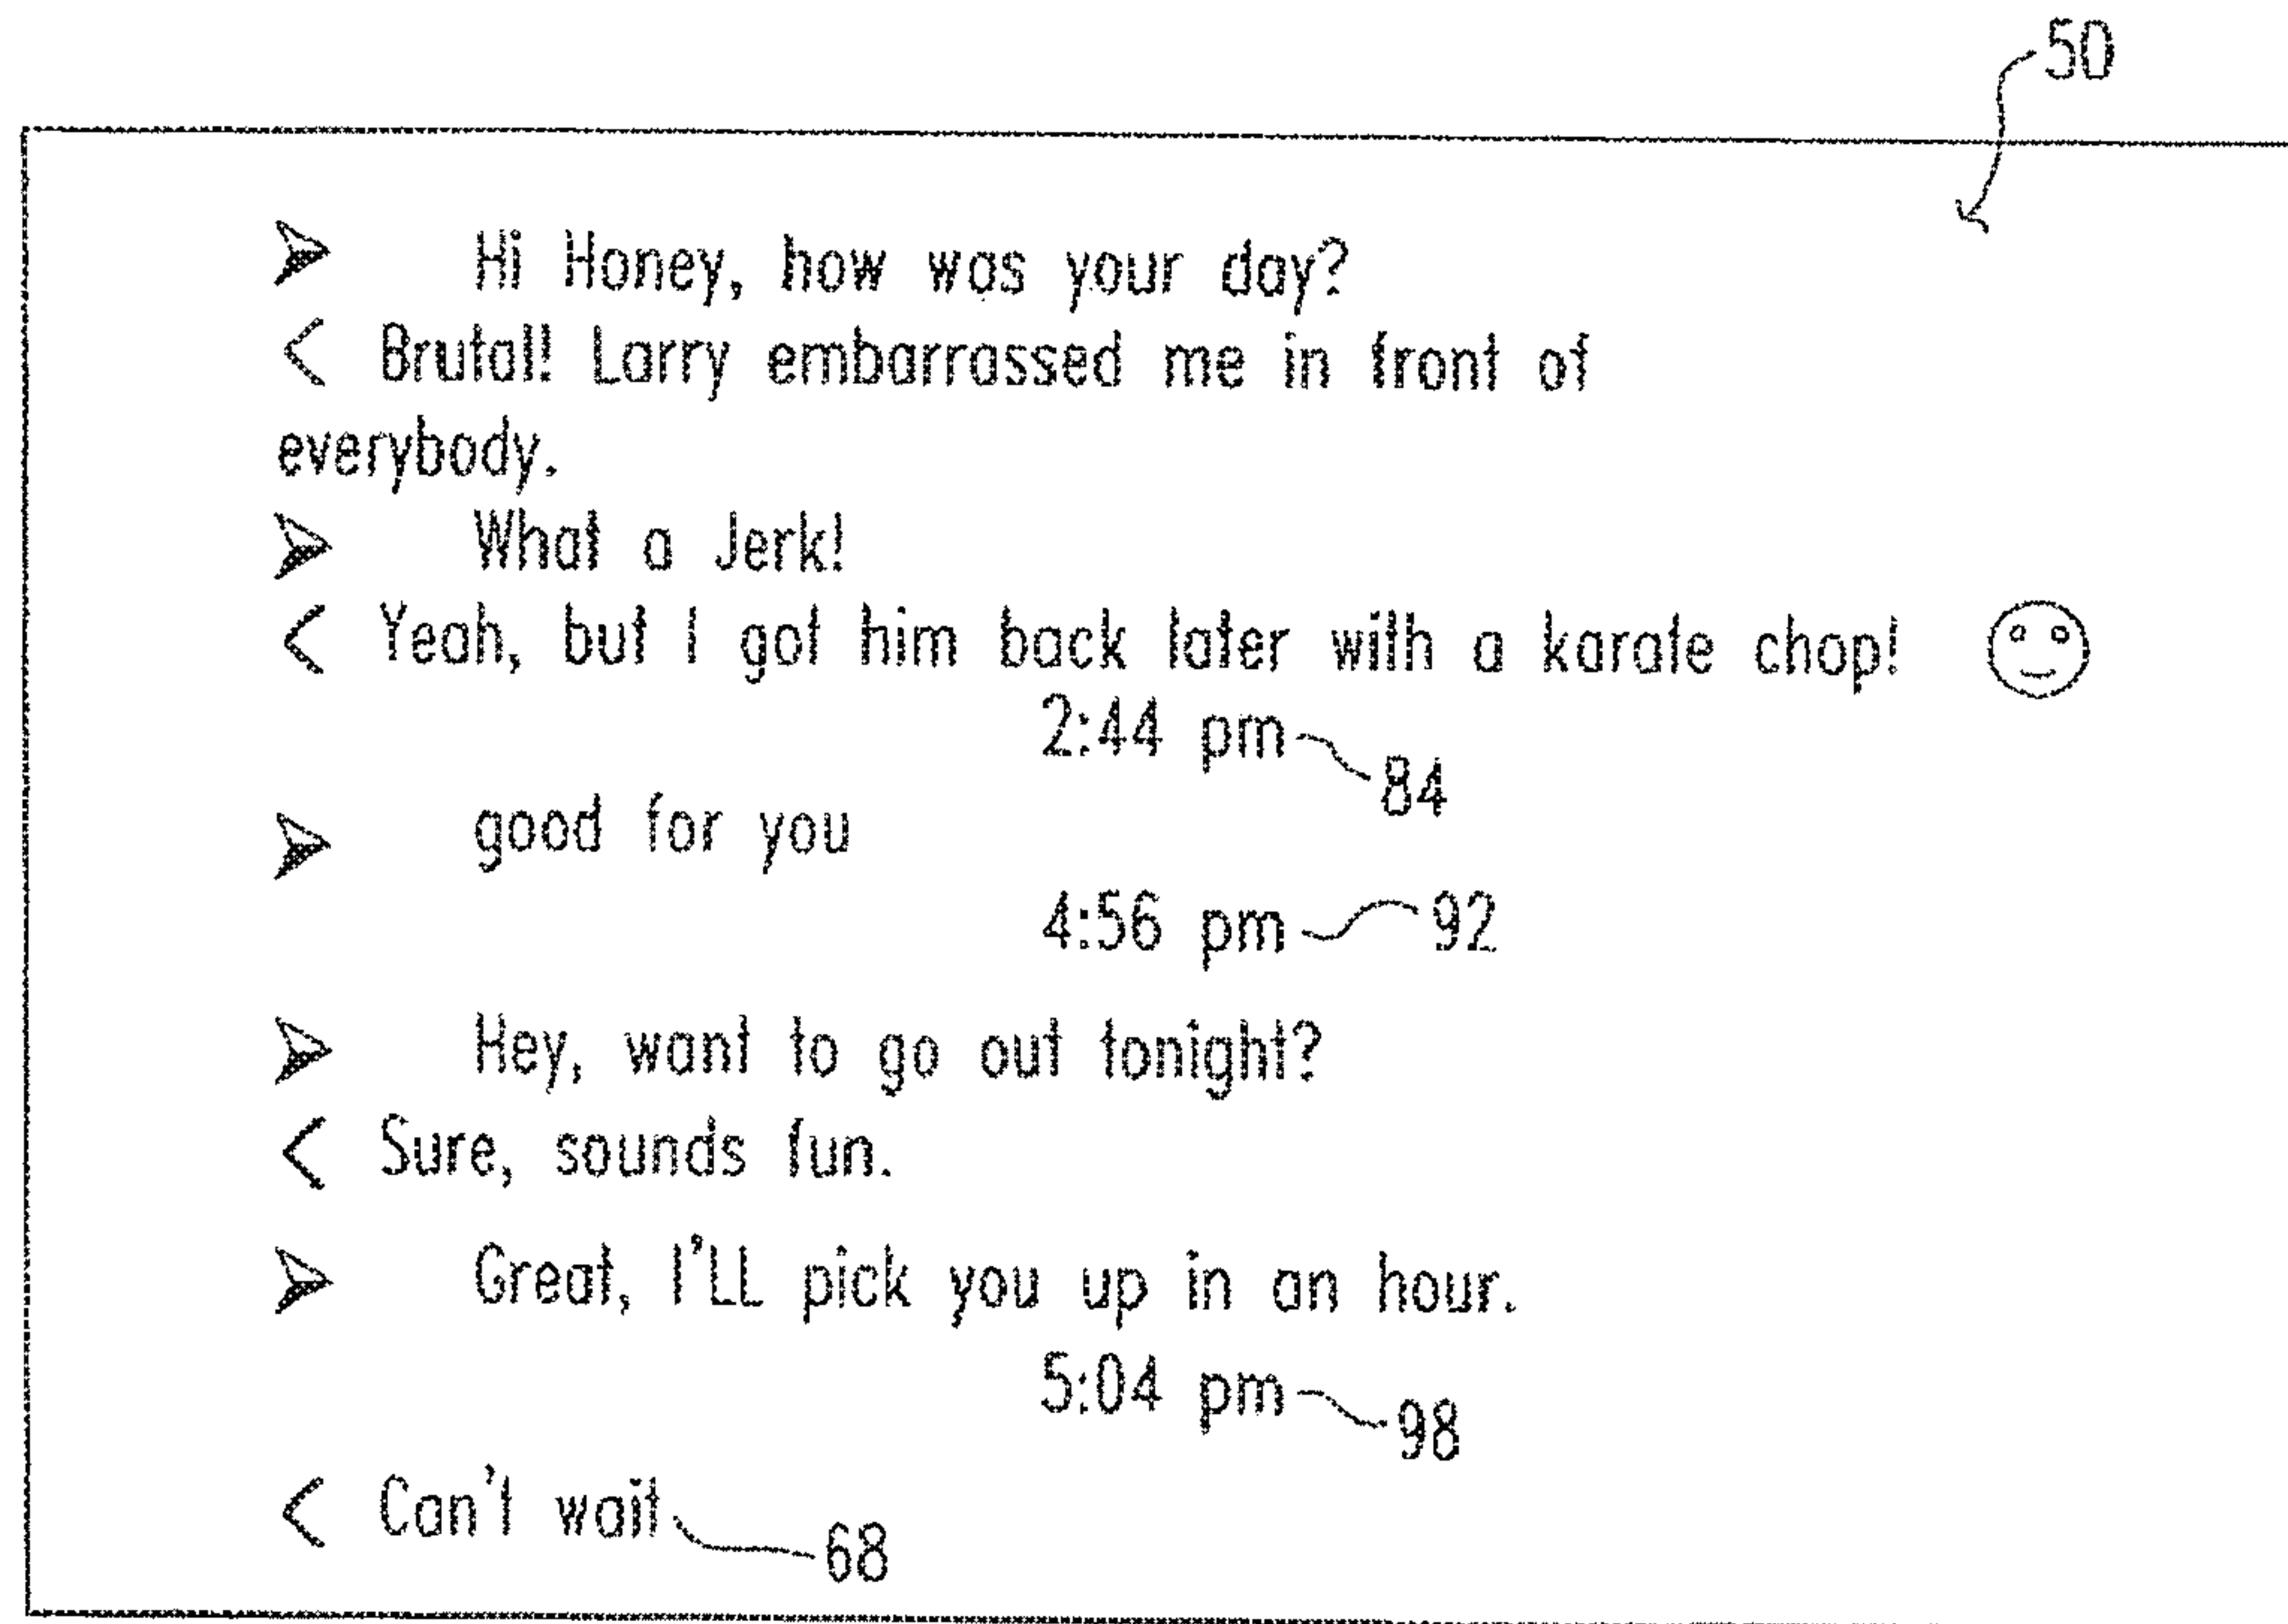 50
➢ Hi Honey, how was your day?
< Brutal! Larry embarrassed me in front of
everybody.
➢ What a Jerk!
< Yeah, but I got him back later with a karate chop! ☺
2:44 pm 84
➢ good for you
4:56 pm 92
➢ Hey, want to go out tonight?
< Sure, sounds fun.
➢ Great, I'LL pick you up in an hour.
5:04 pm 98
< Can't wait 68